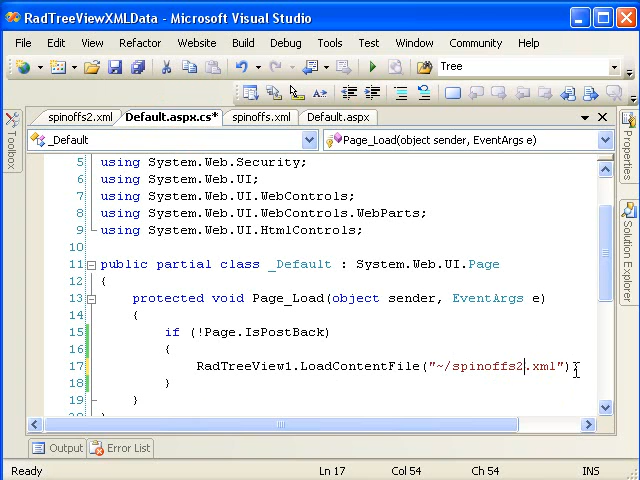 RadTreeViewXMLData - Microsoft Visual Studio
File Edit View Refactor Website Build Debug Tools Test Window Community Help
Tree
spinoffs2.xml Default.aspx.cs* spinoffs.xml Default.aspx
_Default Page_Load(object sender, EventArgs e)
Toolbox
Properties
Solution Explorer
5 using System.Web.Security;
6 using System.Web.UI;
7 using System.Web.UI.WebControls;
8 using System.Web.UI.WebControls.WebParts;
9 using System.Web.UI.HtmlControls;
10
11 public partial class _Default : System.Web.UI.Page
12 {
13 protected void Page_Load(object sender, EventArgs e)
14 {
15 if (!Page.IsPostBack)
16 {
17 RadTreeView1.LoadContentFile("~/spinoffs2.xml")
18 }
19 }
Output Error List
Ready Ln 17 Col 54 Ch 54 INS